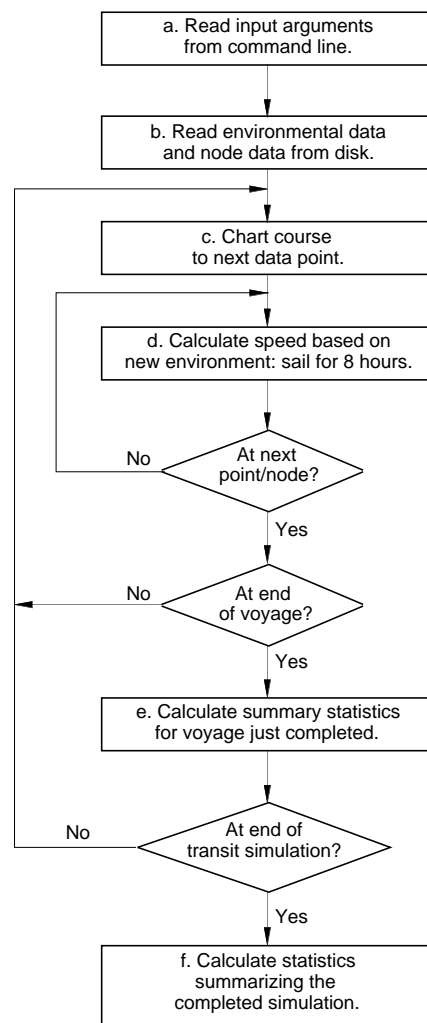 a. Read input arguments
from command line.
b. Read environmental data
and node data from disk.
c. Chart course
to next data point.
d. Calculate speed based on
new environment: sail for 8 hours.
No
At next
point/node?
Yes
No
At end
of voyage?
Yes
e. Calculate summary statistics
for voyage just completed.
No
At end of
transit simulation?
Yes
f. Calculate statistics
summarizing the
completed simulation.